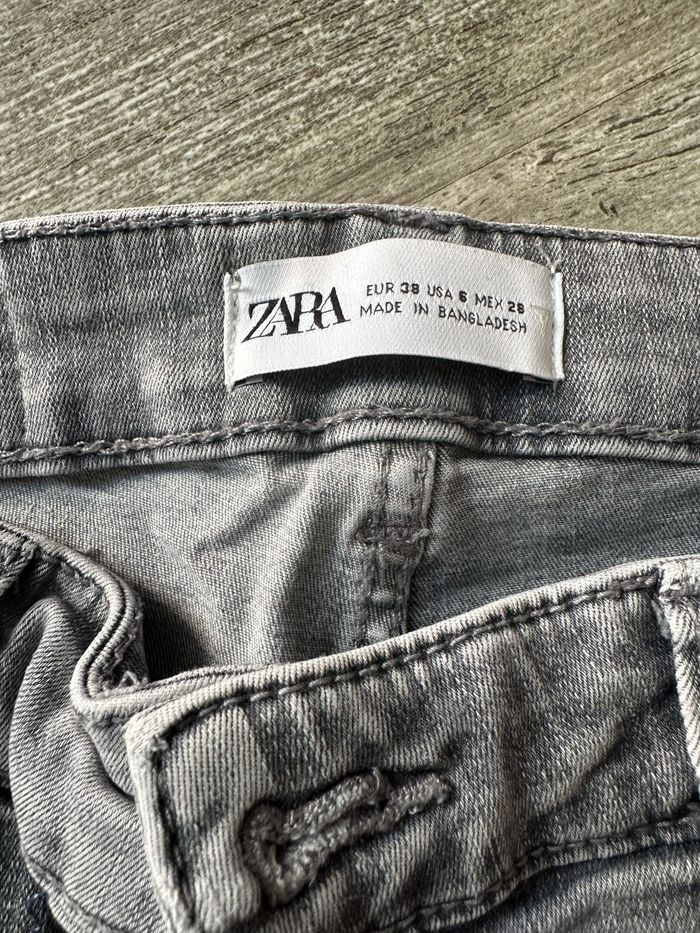 ZARA
EUR 38 USA 6 MEX 28
MADE IN BANGLADESH